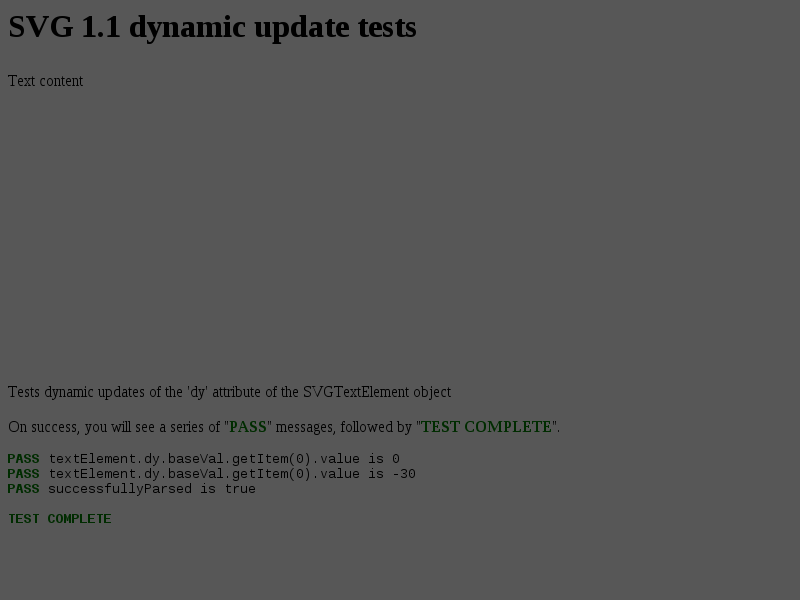 SVG 1.1 dynamic update tests
Text content
Tests dynamic updates of the 'dy' attribute of the SVGTextElement object
On success, you will see a series of "PASS" messages, followed by "TEST COMPLETE".
PASS textElement.dy.baseVal.getItem(0).value is 0
PASS textElement.dy.baseVal.getItem(0).value is -30
PASS successfullyParsed is true
TEST COMPLETE